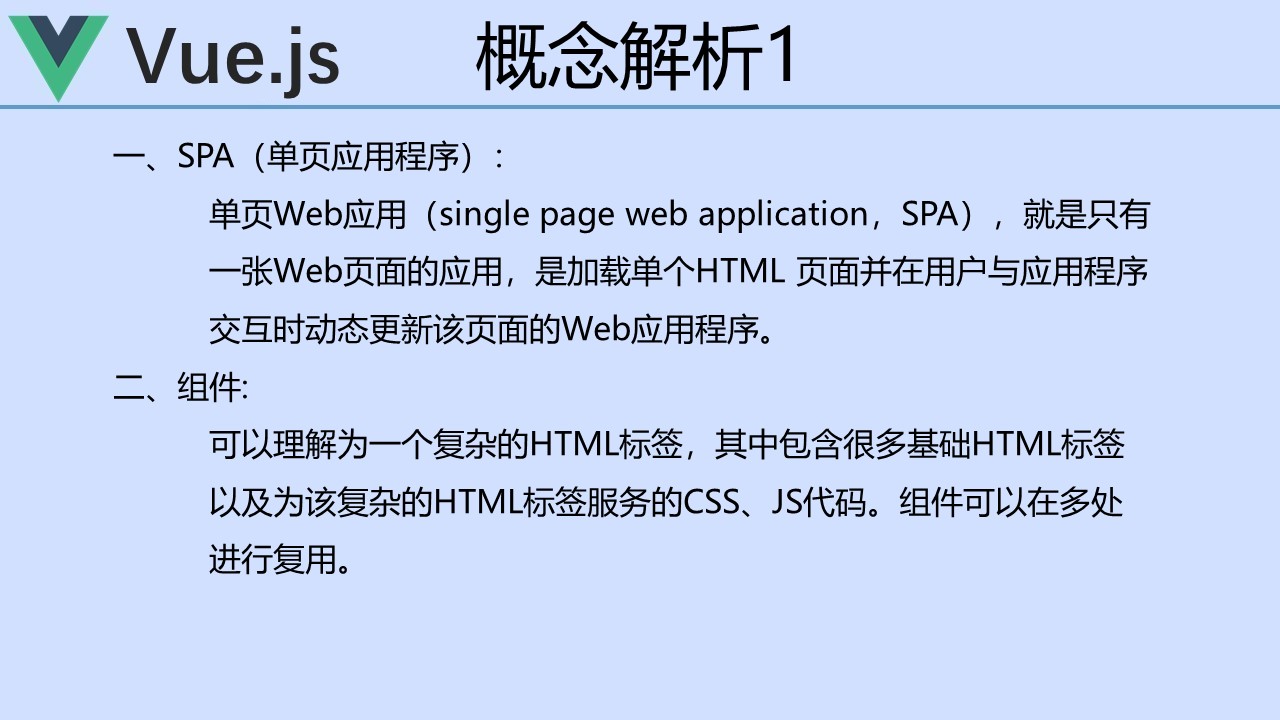 Vue.js
概念解析1
一、SPA（单页应用程序）:
单页Web应用（single page web application，SPA），就是只有
一张Web页面的应用，是加载单个HTML 页面并在用户与应用程序
交互时动态更新该页面的Web应用程序。
二、组件:
可以理解为一个复杂的HTML标签，其中包含很多基础HTML标签
以及为该复杂的HTML标签服务的CSS、JS代码。组件可以在多处
进行复用。